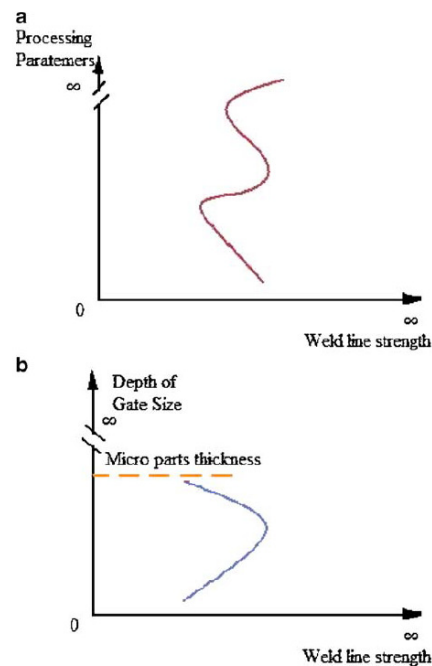 a
Processing
Paratemers
∞
0
∞
Weld line strength
b
Depth of
Gate Size
∞
Micro parts thickness
0
∞
Weld line strength